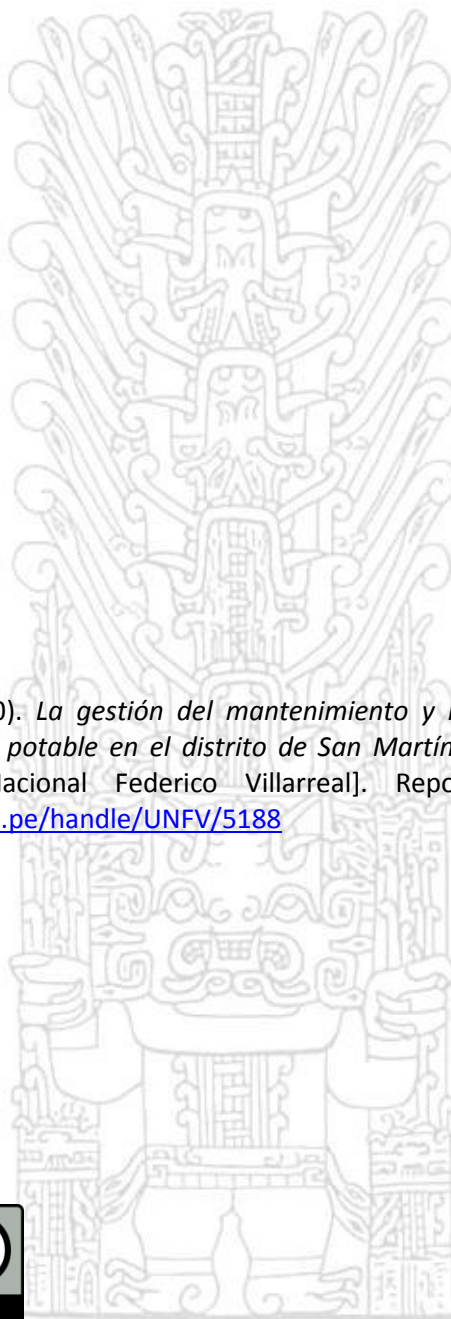 0). La gestión del mantenimiento y
potable en el distrito de San Martín
Nacional Federico Villarreal]. Repo
.pe/handle/UNFV/5188